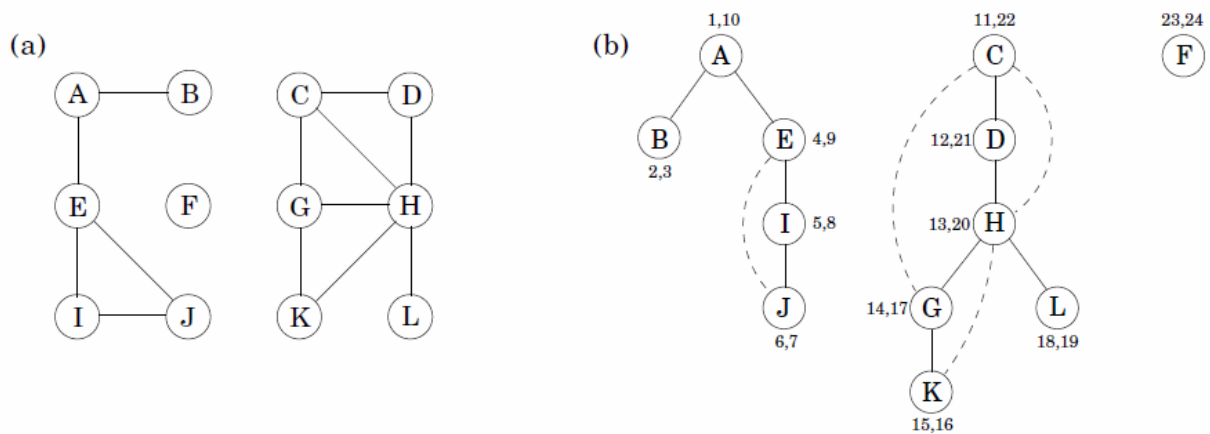 (a)
A B C D
E F G H
I J K L
(b)
1,10 11,22 23,24
A C F
B E 4,9 12,21 D
2,3
I 5,8 13,20 H
J 14,17 G L
6,7 18,19
K
15,16